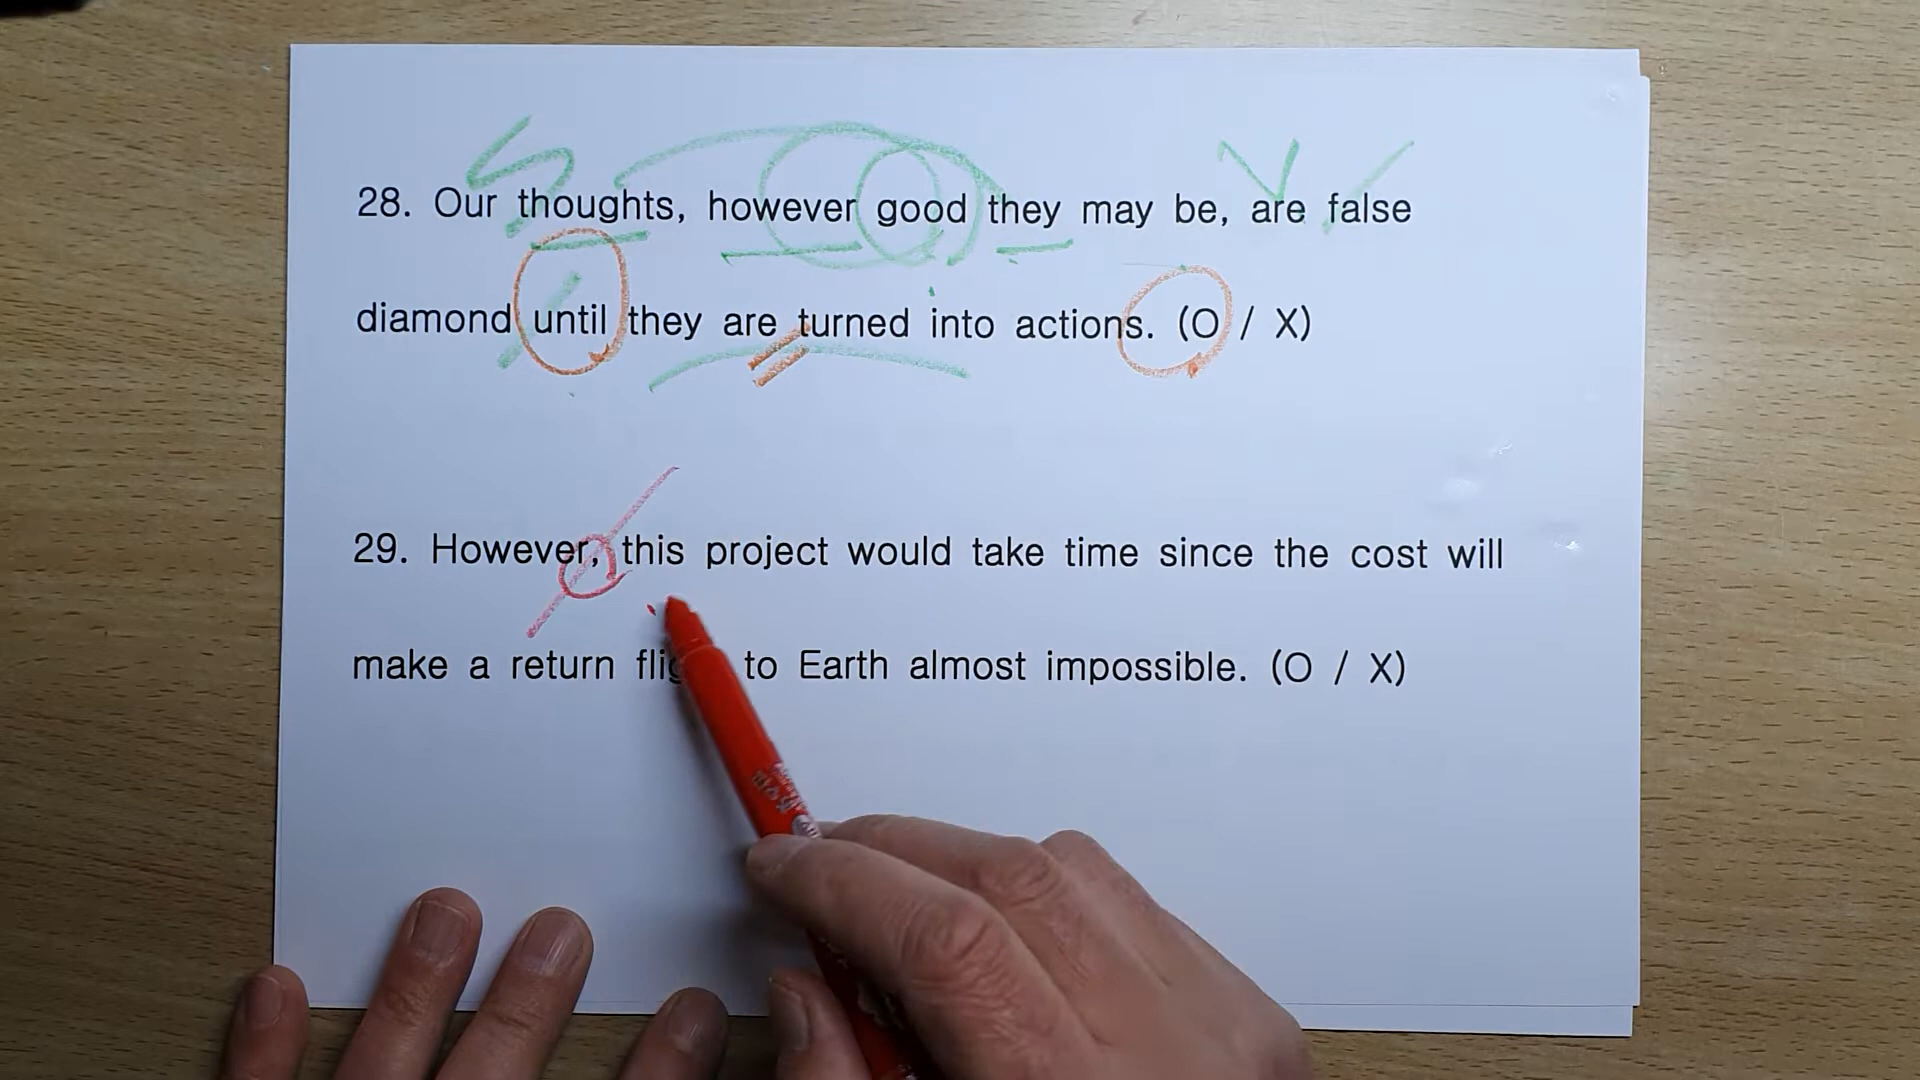 28. Our thoughts, however good they may be, are false
diamond until they are turned into actions. (O / X)
29. However, this project would take time since the cost will
make a return to Earth almost impossible. (O / X)